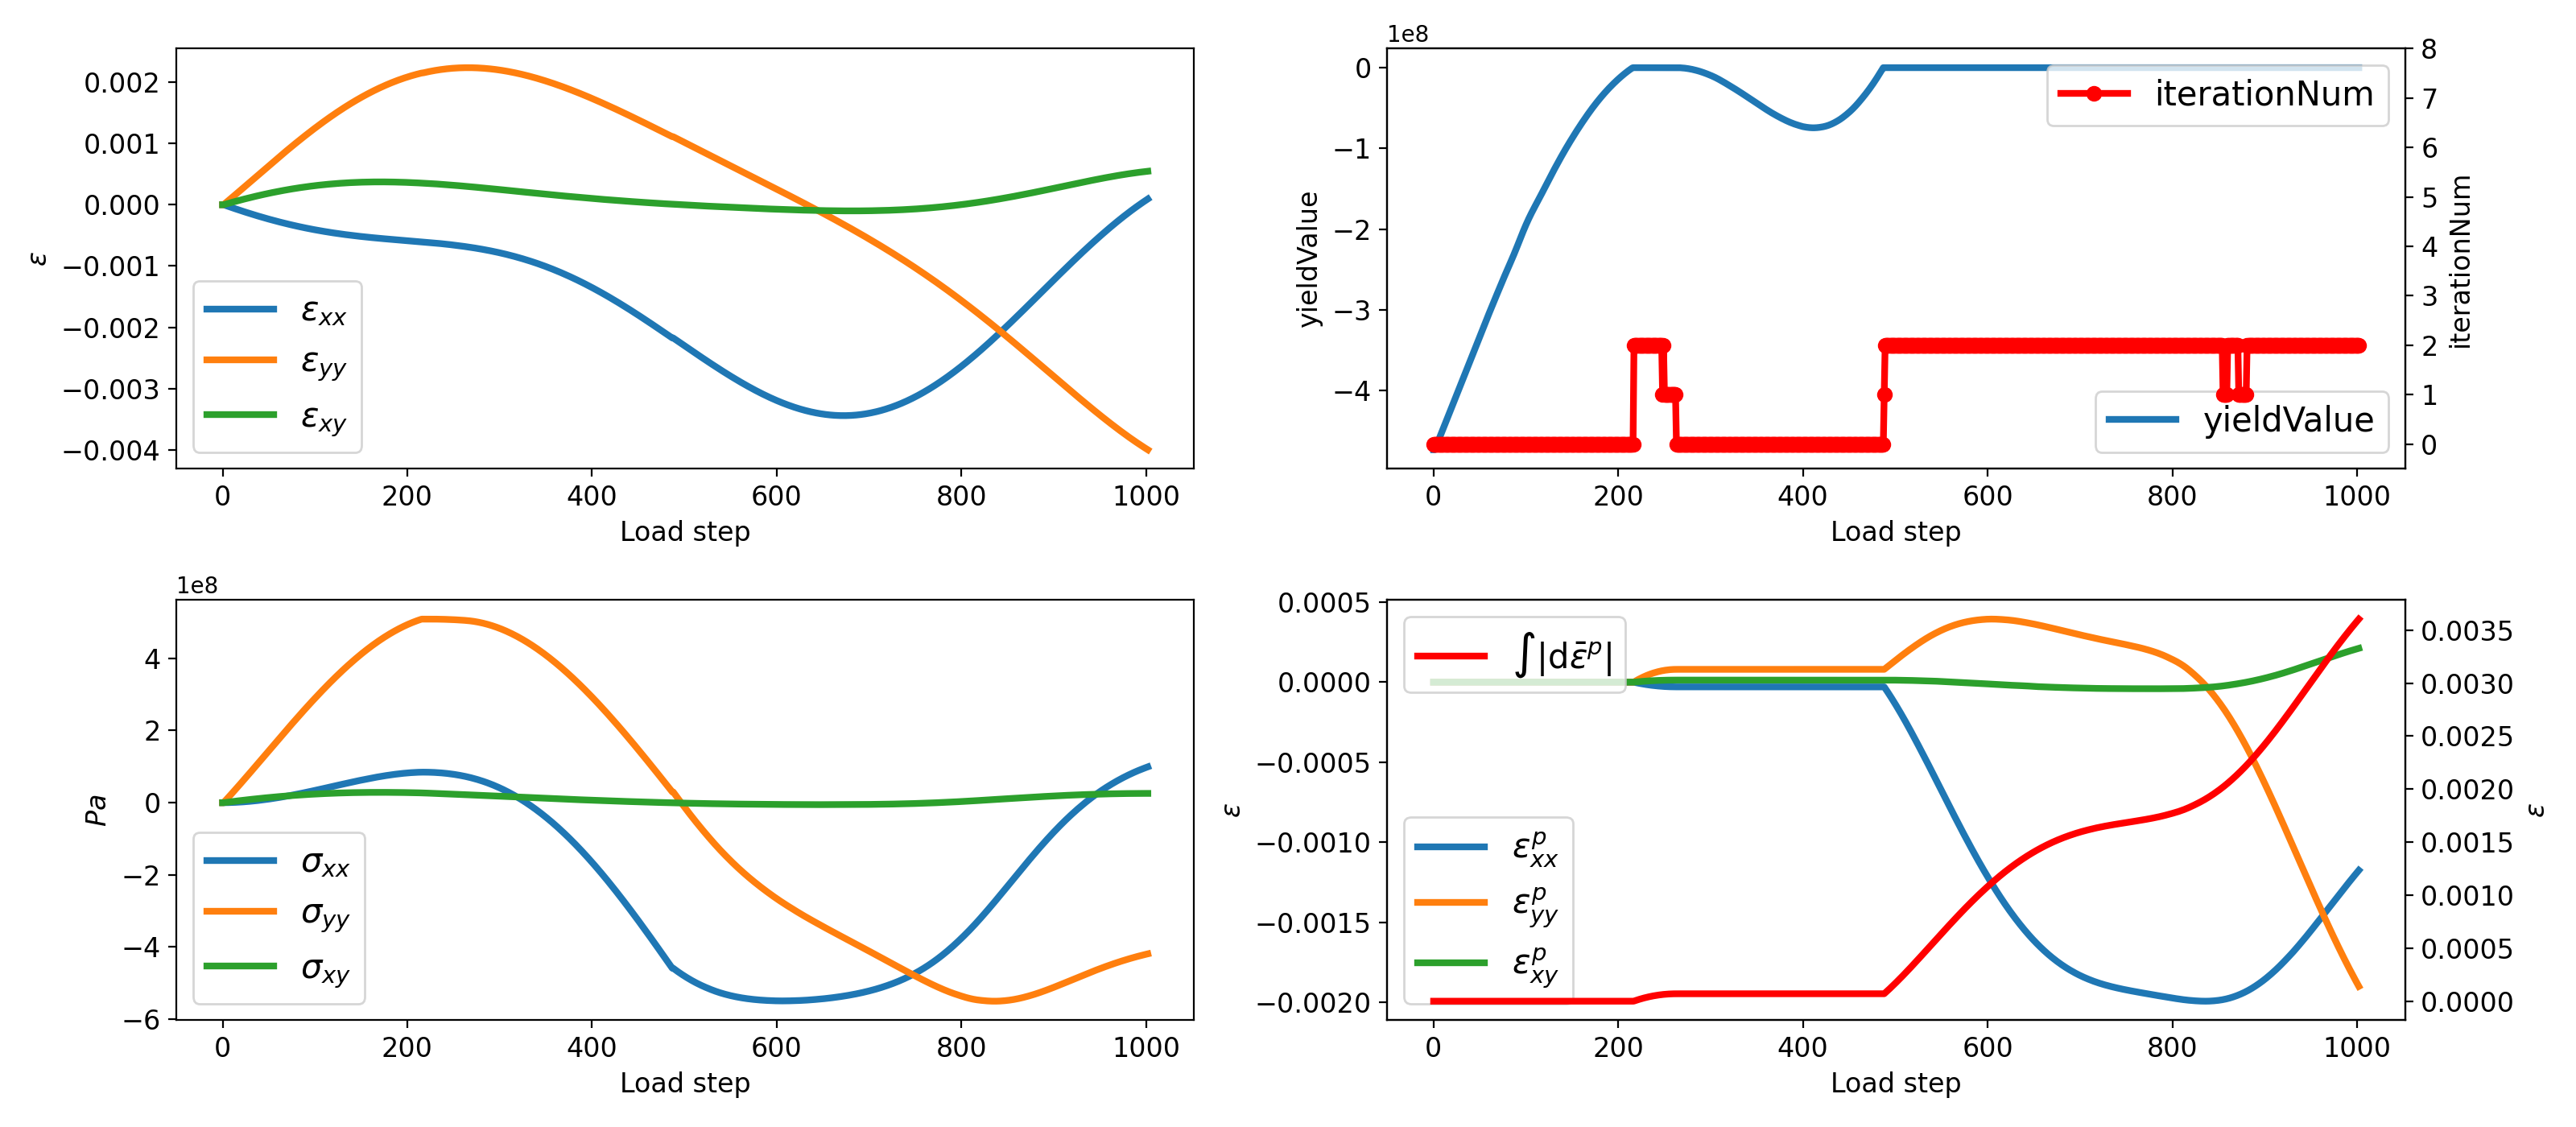 0.002
0.001
0.000
−0.001
−0.002
−0.003
−0.004
ε
ε_xx
ε_yy
ε_xy
0 200 400 600 800 1000
Load step
1e8
0
−1
−2
−3
−4
yieldValue
8
7
6
5
4
3
2
1
0
iterationNum
iterationNum
yieldValue
0 200 400 600 800 1000
Load step
1e8
4
2
0
−2
−4
−6
Pa
σ_xx
σ_yy
σ_xy
0 200 400 600 800 1000
Load step
0.0005
0.0000
−0.0005
−0.0010
−0.0015
−0.0020
ε
∫|dε̄^p|
ε^p_xx
ε^p_yy
ε^p_xy
0.0035
0.0030
0.0025
0.0020
0.0015
0.0010
0.0005
0.0000
ε
0 200 400 600 800 1000
Load step